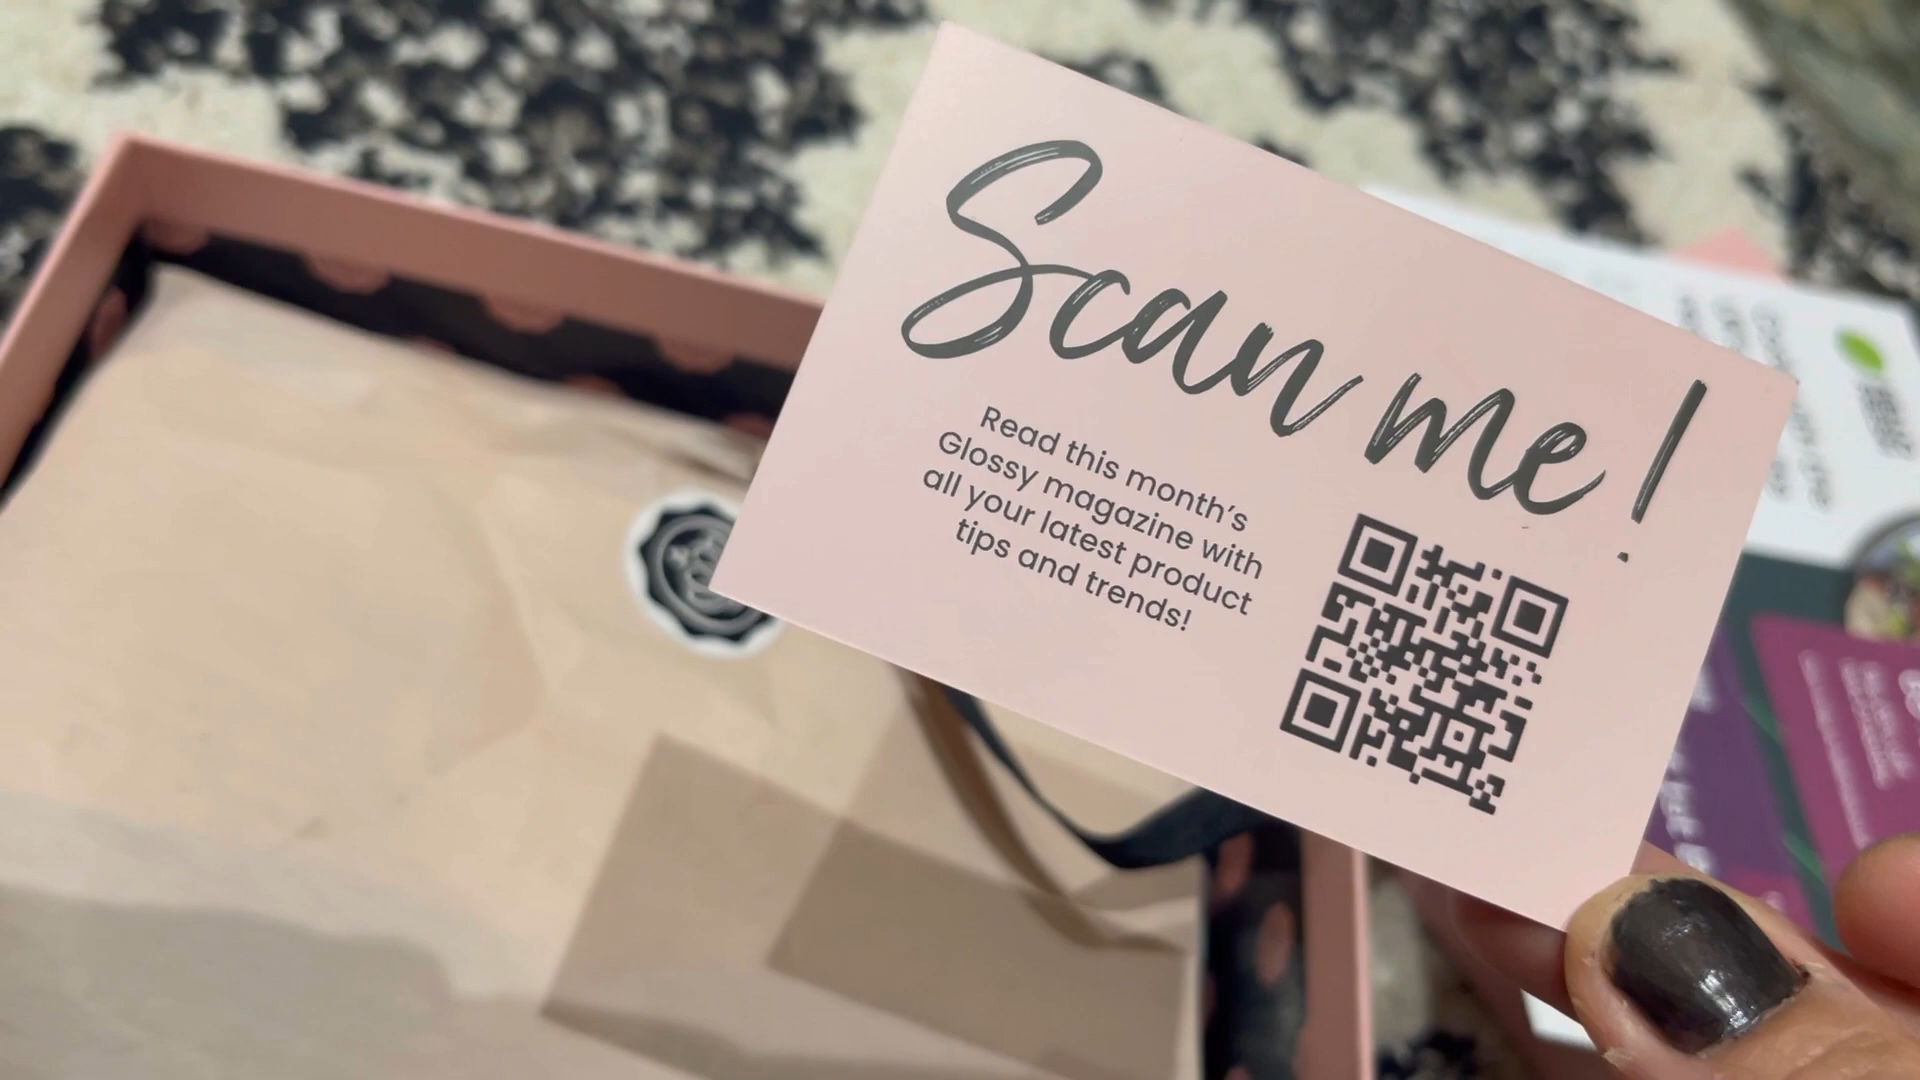 Scan me!
Read this month's
Glossy magazine with
all your latest product
tips and trends!